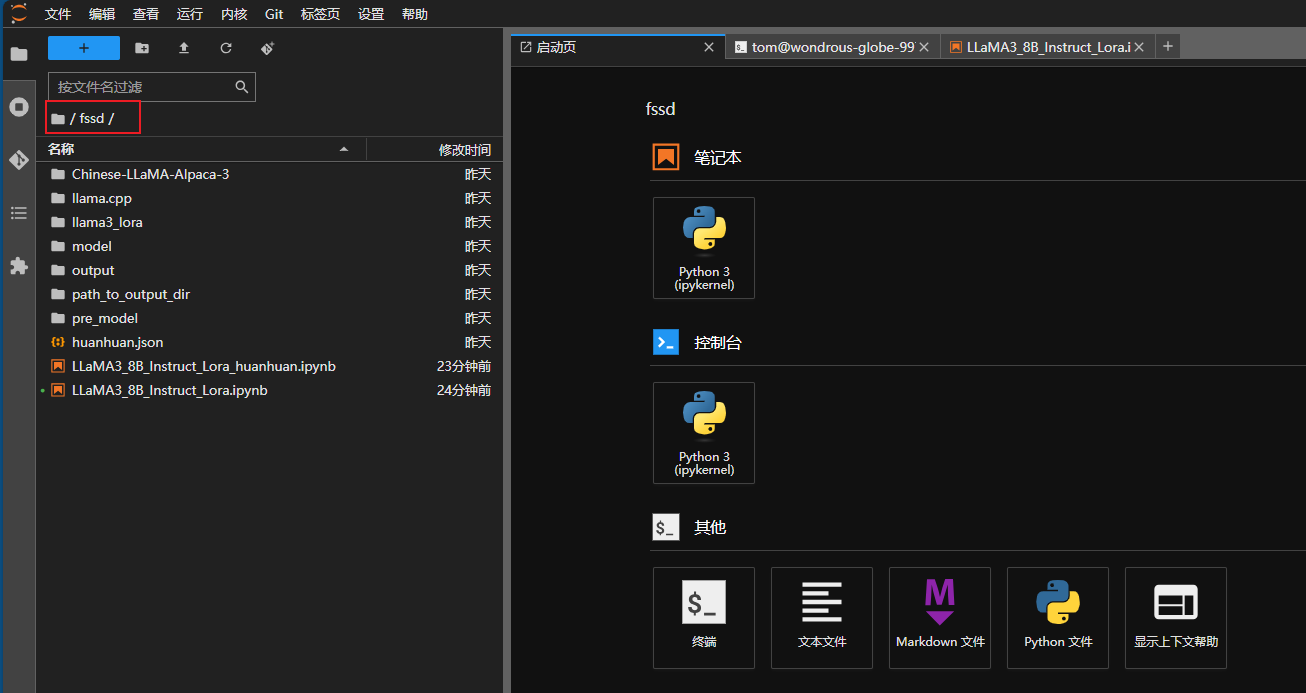 文件 编辑 查看 运行 内核 Git 标签页 设置 帮助
+
按文件名过滤
/ fssd /
名称 修改时间
Chinese-LLaMA-Alpaca-3 昨天
llama.cpp 昨天
llama3_lora 昨天
model 昨天
output 昨天
path_to_output_dir 昨天
pre_model 昨天
huanhuan.json 昨天
LLaMA3_8B_Instruct_Lora_huanhuan.ipynb 23分钟前
LLaMA3_8B_Instruct_Lora.ipynb 24分钟前
启动页 tom@wondrous-globe-99 LLaMA3_8B_Instruct_Lora.i
fssd
笔记本
Python 3
(ipykernel)
控制台
Python 3
(ipykernel)
$_ 其他
$_
M
终端 文本文件 Markdown 文件 Python 文件 显示上下文帮助